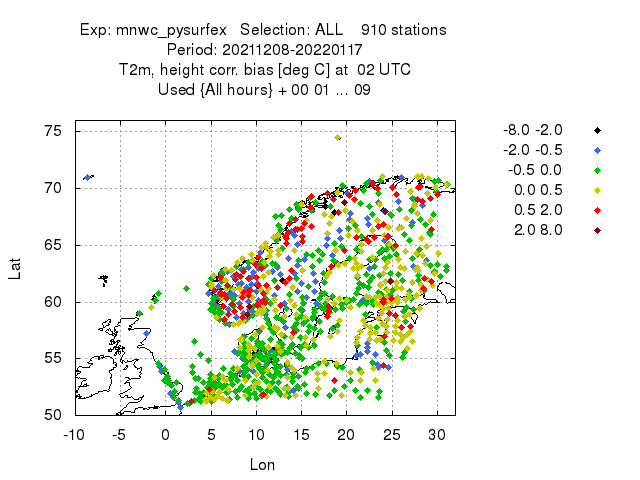 Exp: mnwc_pysurfex Selection: ALL 910 stations
Period: 20211208-20220117
T2m, height corr. bias [deg C] at 02 UTC
Used {All hours} + 00 01 ... 09
75
70
65
60
55
50
-10 -5 0 5 10 15 20 25 30
Lat
Lon
-8.0 -2.0
-2.0 -0.5
-0.5 0.0
0.0 0.5
0.5 2.0
2.0 8.0